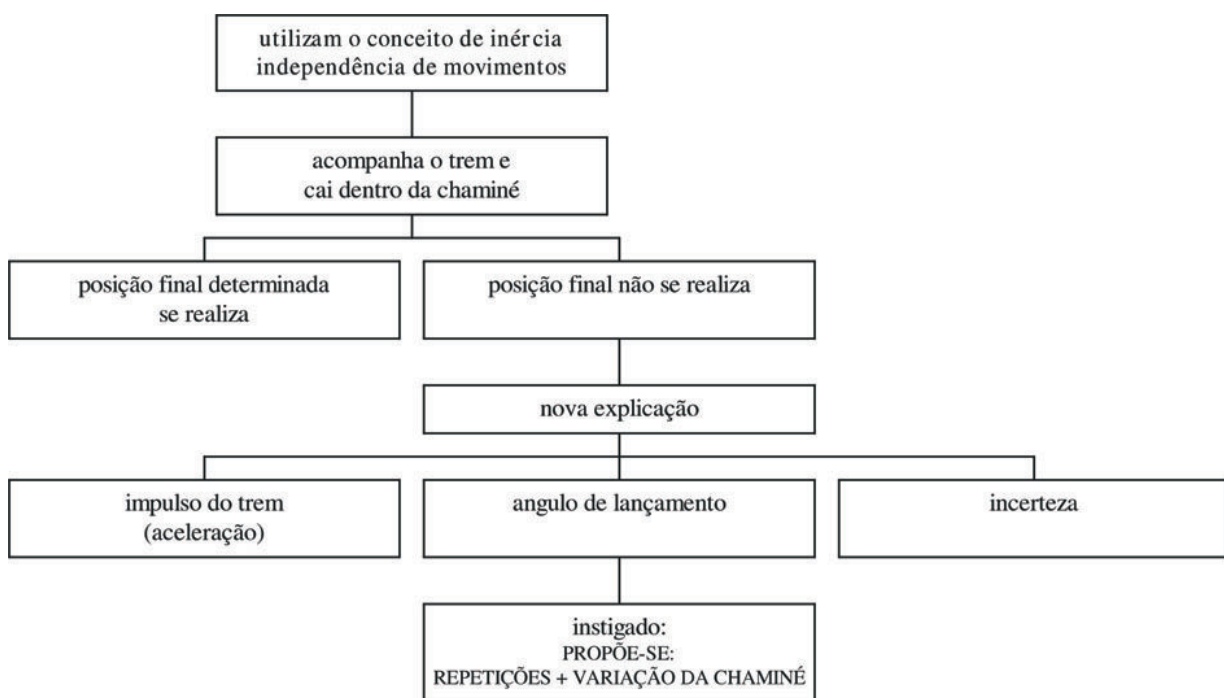 utilizam o conceito de inércia
independência de movimentos
acompanha o trem e
cai dentro da chaminé
posição final determinada
se realiza
posição final não se realiza
nova explicação
impulso do trem
(aceleração)
angulo de lançamento
incerteza
instigado:
PROPÕE-SE:
REPETIÇÕES + VARIAÇÃO DA CHAMINÉ